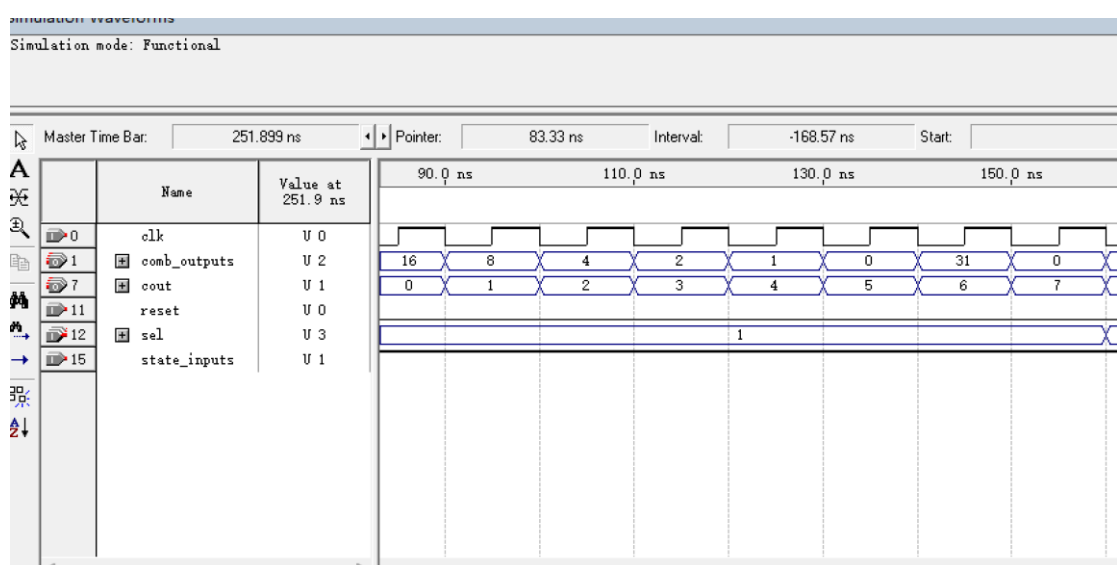 Simulation Waveforms
Simulation mode: Functional
Master Time Bar: 251.899 ns Pointer: 83.33 ns Interval: -168.57 ns Start:
Name Value at 251.9 ns 90.0 ns 110.0 ns 130.0 ns 150.0 ns
0 clk U 0
1 comb_outputs U 2 16 8 4 2 1 0 31 0
7 cout U 1 0 1 2 3 4 5 6 7
11 reset U 0
12 sel U 3 1
15 state_inputs U 1